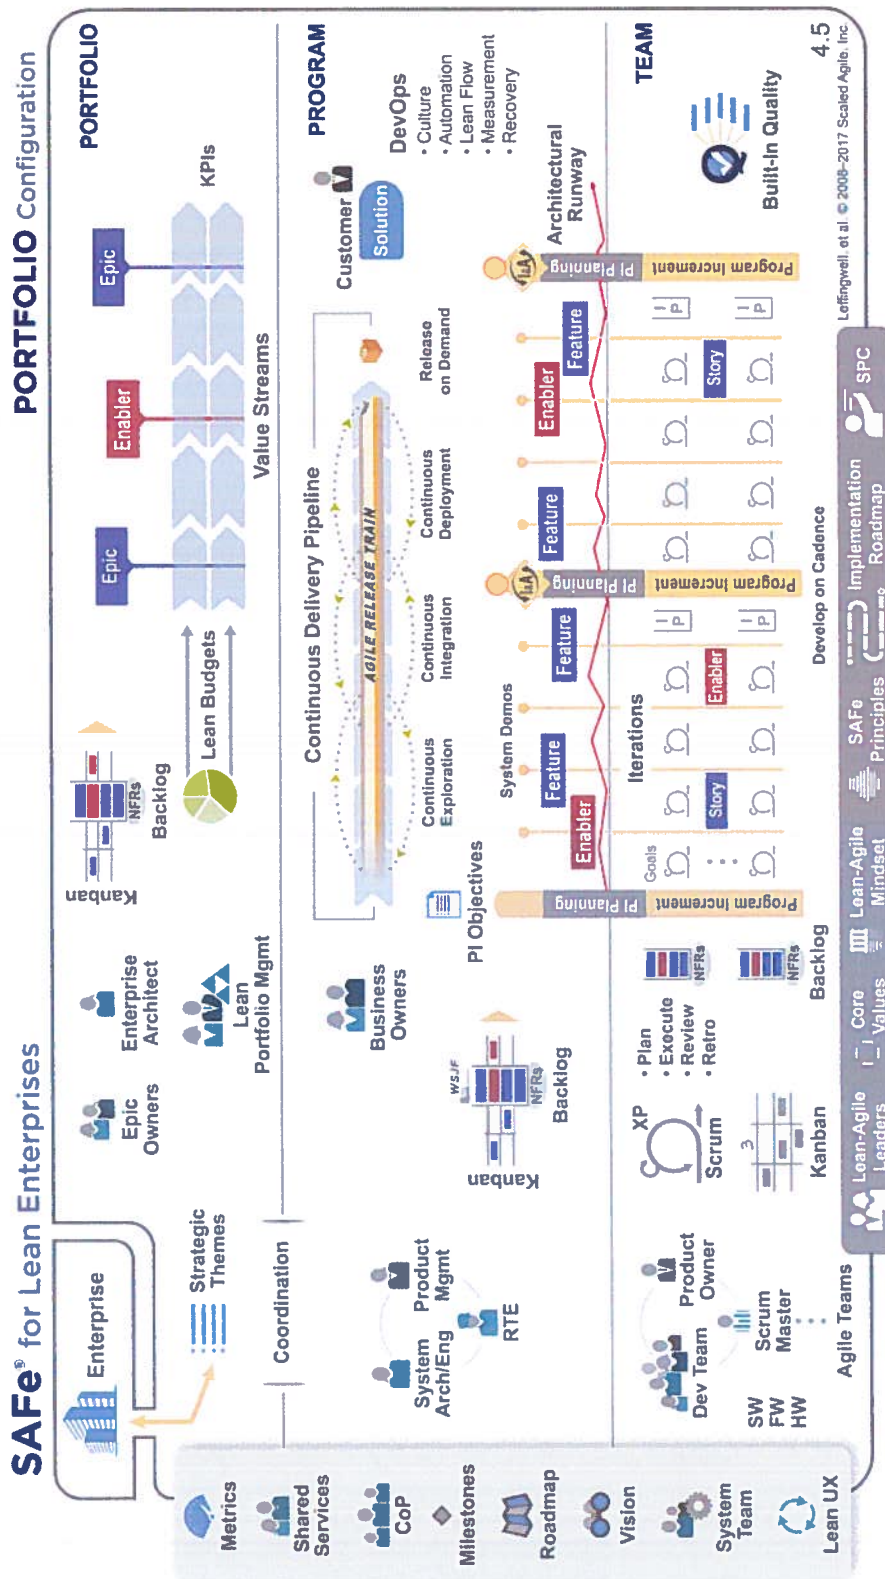 SAFe® for Lean Enterprises
PORTFOLIO Configuration
Enterprise
Strategic
Themes
Epic
Owners
Enterprise
Architect
Lean
Portfolio Mgmt
Kanban
NFRs
Backlog
Lean Budgets
Epic
Enabler
Epic
KPIs
Value Streams
PORTFOLIO
Coordination
Metrics
Shared
Services
CoP
Milestones
Roadmap
Vision
System
Team
Lean UX
System
Arch/Eng
Product
Mgmt
RTE
Business
Owners
Kanban
WSJF
NFRs
Backlog
PI Objectives
Continuous Delivery Pipeline
AGILE RELEASE TRAIN
Continuous
Exploration
Continuous
Integration
Continuous
Deployment
Release
on Demand
Customer
Solution
PROGRAM
DevOps
• Culture
• Automation
• Lean Flow
• Measurement
• Recovery
System Demos
Enabler
Feature
Feature
Feature
Enabler
Feature
Architectural
Runway
I&A
I&A
PI Planning
PI Planning
PI Planning
Program Increment
Program Increment
Program Increment
Iterations
Goals
Story
Enabler
Story
I P
I P
I P
I P
Develop on Cadence
TEAM
Built-In Quality
Dev Team
Product
Owner
SW
FW
HW
Scrum
Master
Agile Teams
XP
Scrum
• Plan
• Execute
• Review
• Retro
3
Kanban
NFRs
NFRs
Backlog
4.5
Leffingwell, et al. © 2008–2017 Scaled Agile, Inc.
Lean-Agile
Leaders
Core
Values
Lean-Agile
Mindset
SAFe
Principles
Implementation
Roadmap
SPC